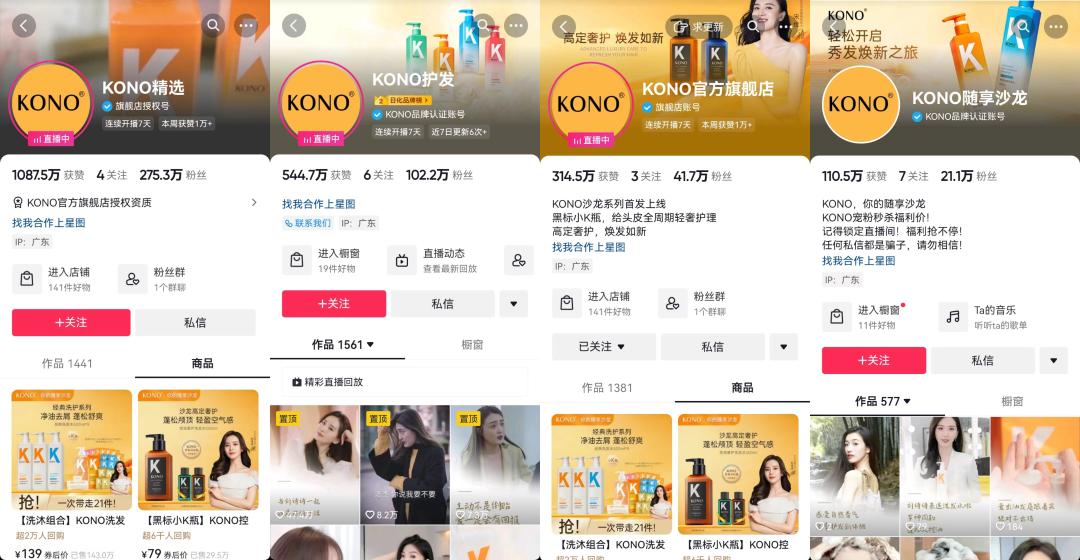 KONO®
KONO精选
旗舰店授权号
连续开播7天
本周获赞1万+
直播中
1087.5万 获赞 4 关注 275.3万 粉丝
KONO官方旗舰店授权资质
找我合作上星图
IP：广东
进入店铺
141件好物
粉丝群
1个群聊
+关注
私信
作品 1441
商品
KONO
经典洗护系列
净油去屑 蓬松舒爽
抢！
一次带走21件！
【洗沐组合】KONO洗发
超2万人回购
¥139 券后价 已售143.0万
KONO
沙龙高定奢护
蓬松颅顶 轻盈空气感
【黑标小K瓶】KONO控
超6千人回购
¥79 券后价 已售29.5万
KONO®
KONO护发
2 日化品牌榜
KONO品牌认证账号
连续开播7天
近7日更新6次+
直播中
544.7万 获赞 6 关注 102.2万 粉丝
找我合作上星图
联系我们
IP：广东
进入橱窗
19件好物
直播动态
查看最新回放
+关注
私信
作品 1561
橱窗
精彩直播回放
置顶
置顶
8.2万
置顶
求更新
高定奢护 焕发如新
ADVANCED LUXURY CARE TO
REFRESH YOUR HAIR
KONO®
KONO官方旗舰店
旗舰店账号
连续开播7天
本周获赞1万+
直播中
314.5万 获赞 3 关注 41.7万 粉丝
KONO沙龙系列首发上线
黑标小K瓶，给头皮全周期轻奢护理
高定奢护，焕发如新
找我合作上星图
IP：广东
进入店铺
141件好物
粉丝群
1个群聊
已关注
私信
作品 1381
商品
KONO
经典洗护系列
净油去屑 蓬松舒爽
抢！
一次带走21件！
【洗沐组合】KONO洗发
KONO
沙龙高定奢护
蓬松颅顶 轻盈空气感
【黑标小K瓶】KONO控
KONO®
轻松开启
秀发焕新之旅
KONO®
KONO随享沙龙
KONO品牌认证账号
110.5万 获赞 7 关注 21.1万 粉丝
KONO，你的随享沙龙
KONO宠粉秒杀福利价！
记得锁定直播间！福利抢不停！
任何私信都是骗子，请勿相信！
找我合作上星图
IP：广东
进入橱窗
11件好物
Ta的音乐
听听ta的歌单
+关注
私信
作品 577
橱窗
184